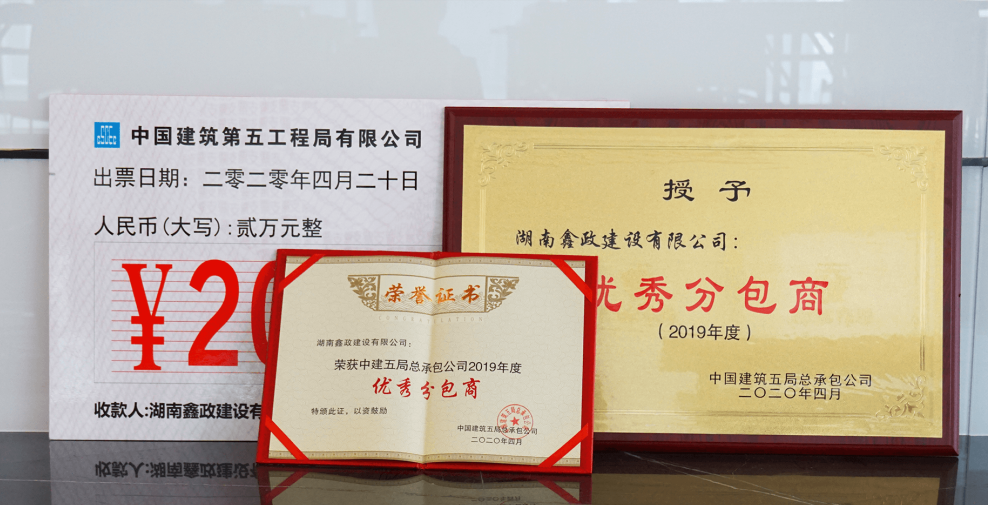 中国建筑第五工程局有限公司
出票日期：二零二零年四月二十日
人民币(大写):贰万元整
¥20
收款人:湖南鑫政建设有
荣誉证书
湖南鑫政建设有限公司：
荣获中建五局总承包公司2019年度
优秀分包商
特颁此证，以资鼓励
中国建筑五局总承包公司
二〇二〇年四月
授予
湖南鑫政建设有限公司：
优秀分包商
（2019年度）
中国建筑五局总承包公司
二〇二〇年四月